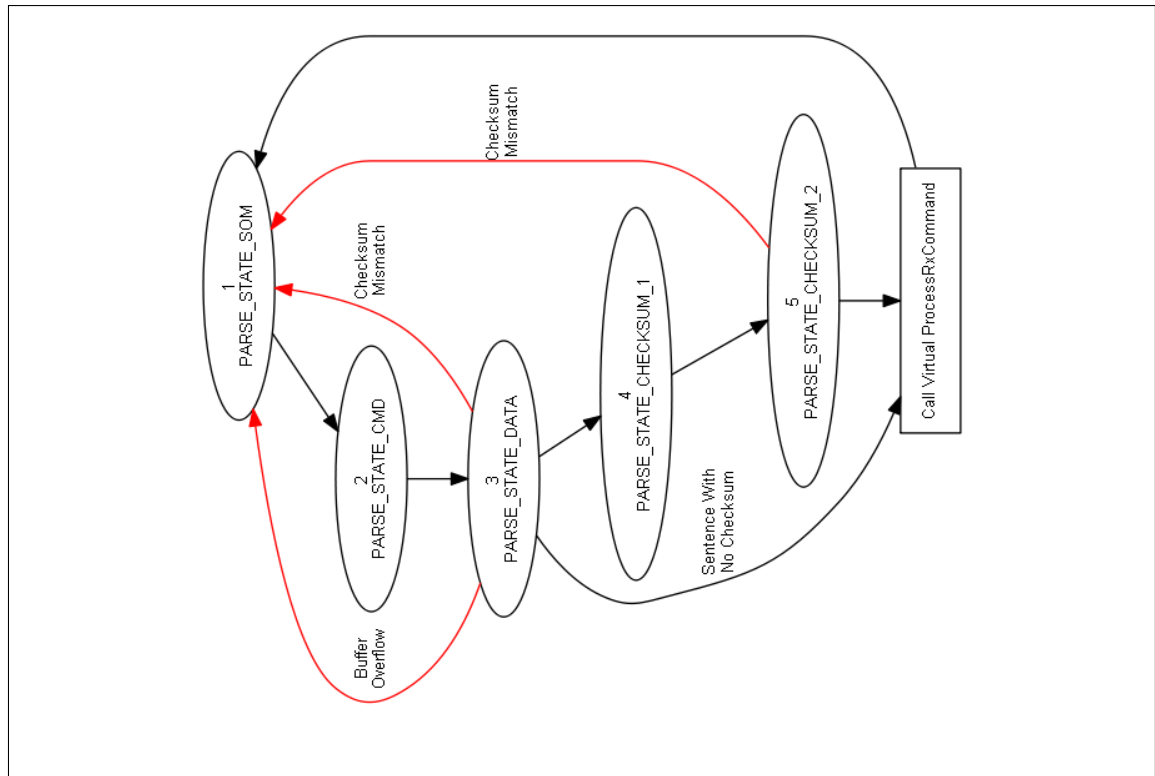 1
PARSE_STATE_SOM
Checksum
Mismatch
Checksum
Mismatch
2
PARSE_STATE_CMD
Buffer
Overflow
3
PARSE_STATE_DATA
4
PARSE_STATE_CHECKSUM_1
Sentence With
No Checksum
5
PARSE_STATE_CHECKSUM_2
Call Virtual ProcessRxCommand